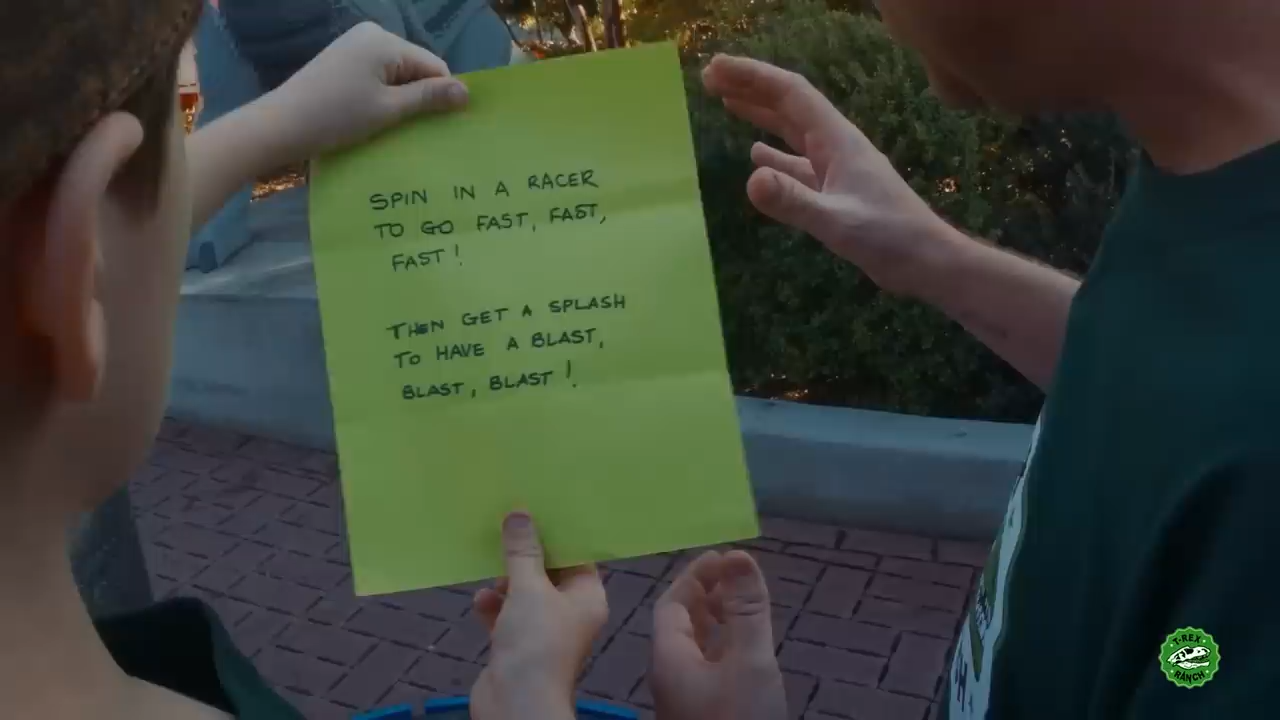 SPIN IN A RACER
TO GO FAST, FAST,
FAST!
THEN GET A SPLASH
TO HAVE A BLAST,
BLAST, BLAST!
T-REX
RANCH